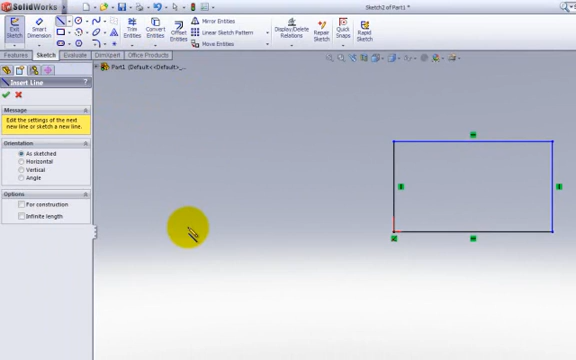 SolidWorks
Sketch2 of Part1 *
Exit Sketch
Smart Dimension
Trim Entities
Convert Entities
Offset Entities
Mirror Entities
Linear Sketch Pattern
Move Entities
Display/Delete Relations
Repair Sketch
Quick Snaps
Rapid Sketch
Features
Sketch
Evaluate
DimXpert
Office Products
Part1 (Default<<Default>_...
Insert Line
?
Message
Edit the settings of the next
new line or sketch a new line.
Orientation
As sketched
Horizontal
Vertical
Angle
Options
For construction
Infinite length